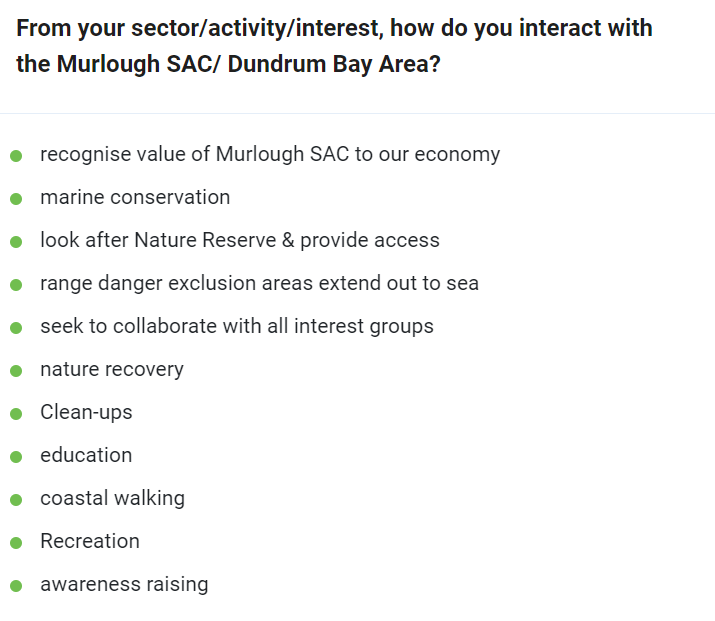 From your sector/activity/interest, how do you interact with
the Murlough SAC/ Dundrum Bay Area?
recognise value of Murlough SAC to our economy
marine conservation
look after Nature Reserve & provide access
range danger exclusion areas extend out to sea
seek to collaborate with all interest groups
nature recovery
Clean-ups
education
coastal walking
Recreation
awareness raising